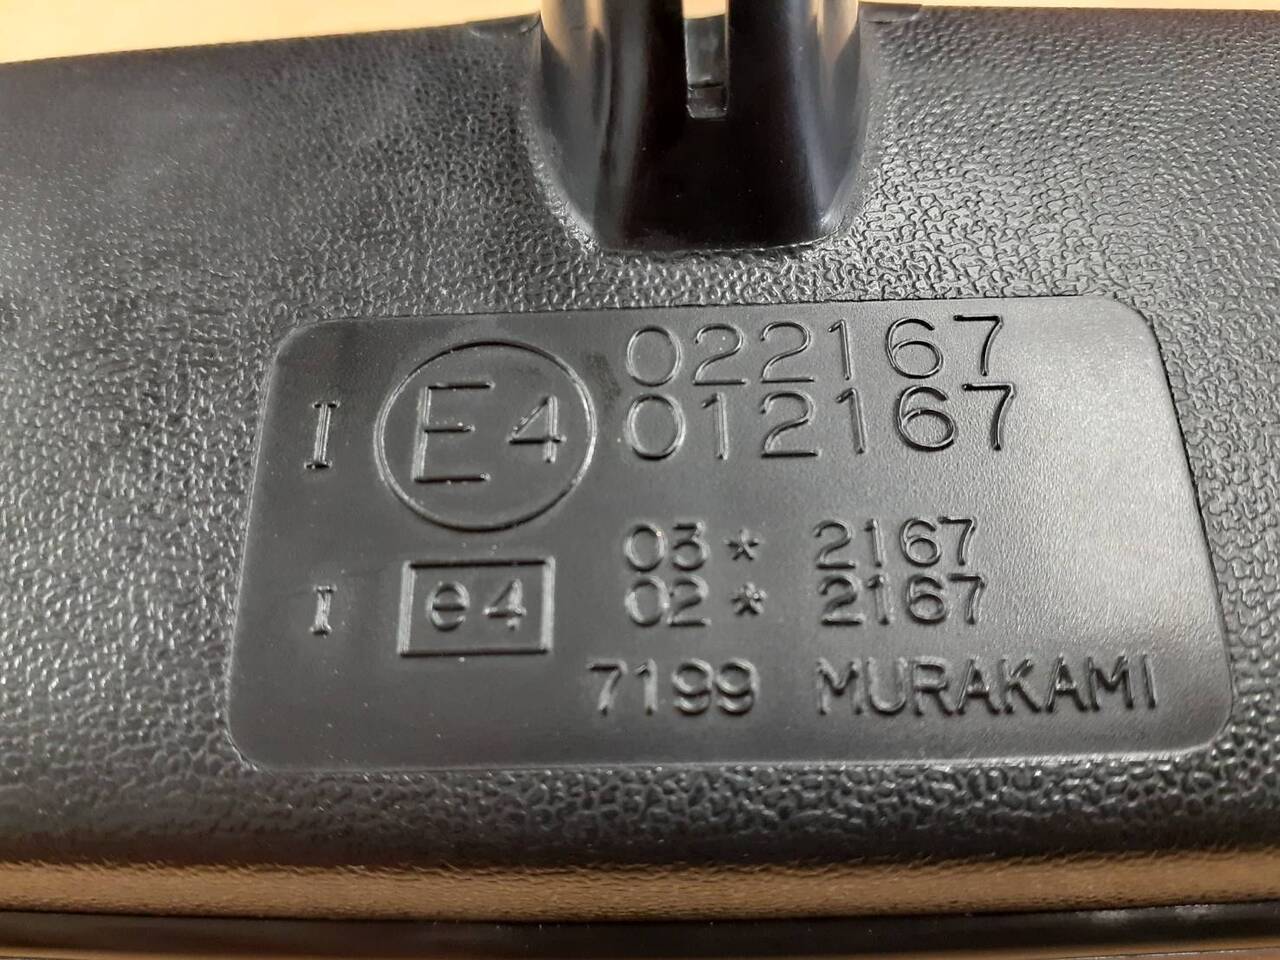 022167
I E4 012167
03* 2167
I e4 02* 2167
7199 MURAKAMI